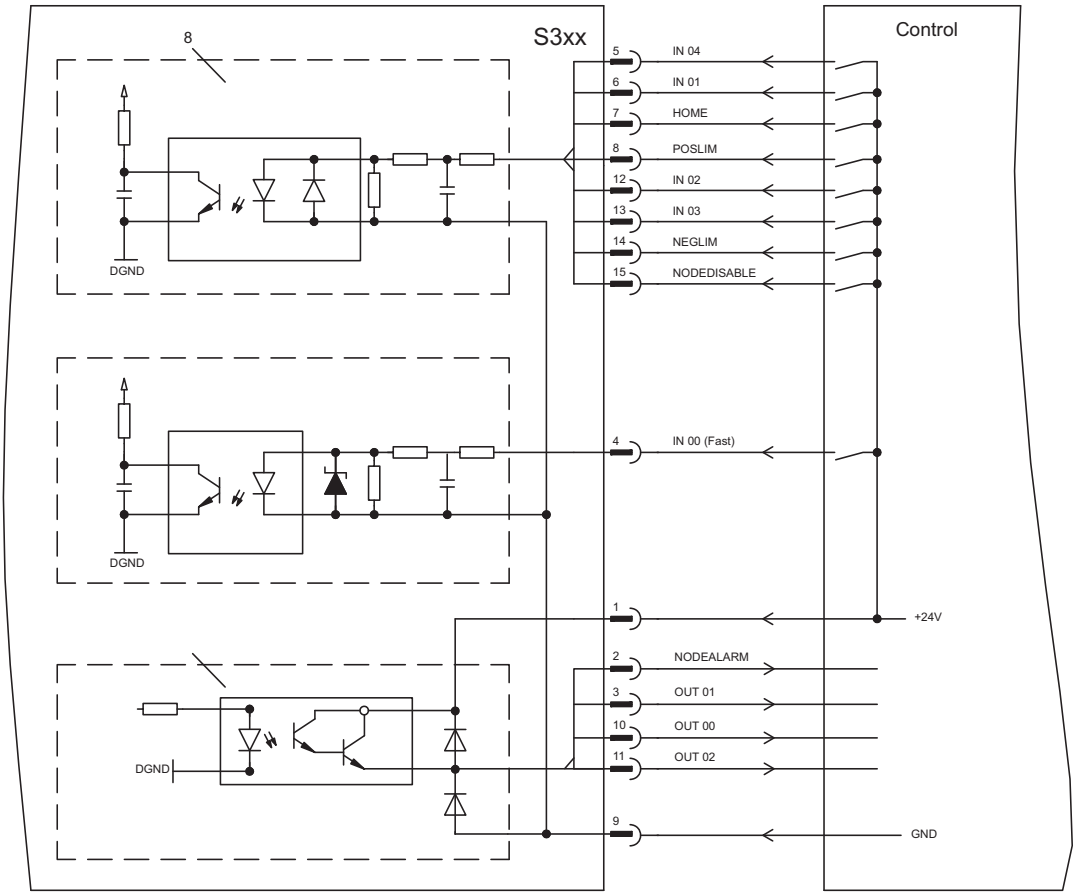 8
S3xx
Control
5 IN 04
6 IN 01
7 HOME
8 POSLIM
12 IN 02
13 IN 03
14 NEGLIM
15 NODEDISABLE
DGND
4 IN 00 (Fast)
DGND
1 +24V
2 NODEALARM
3 OUT 01
10 OUT 00
11 OUT 02
DGND
9 GND